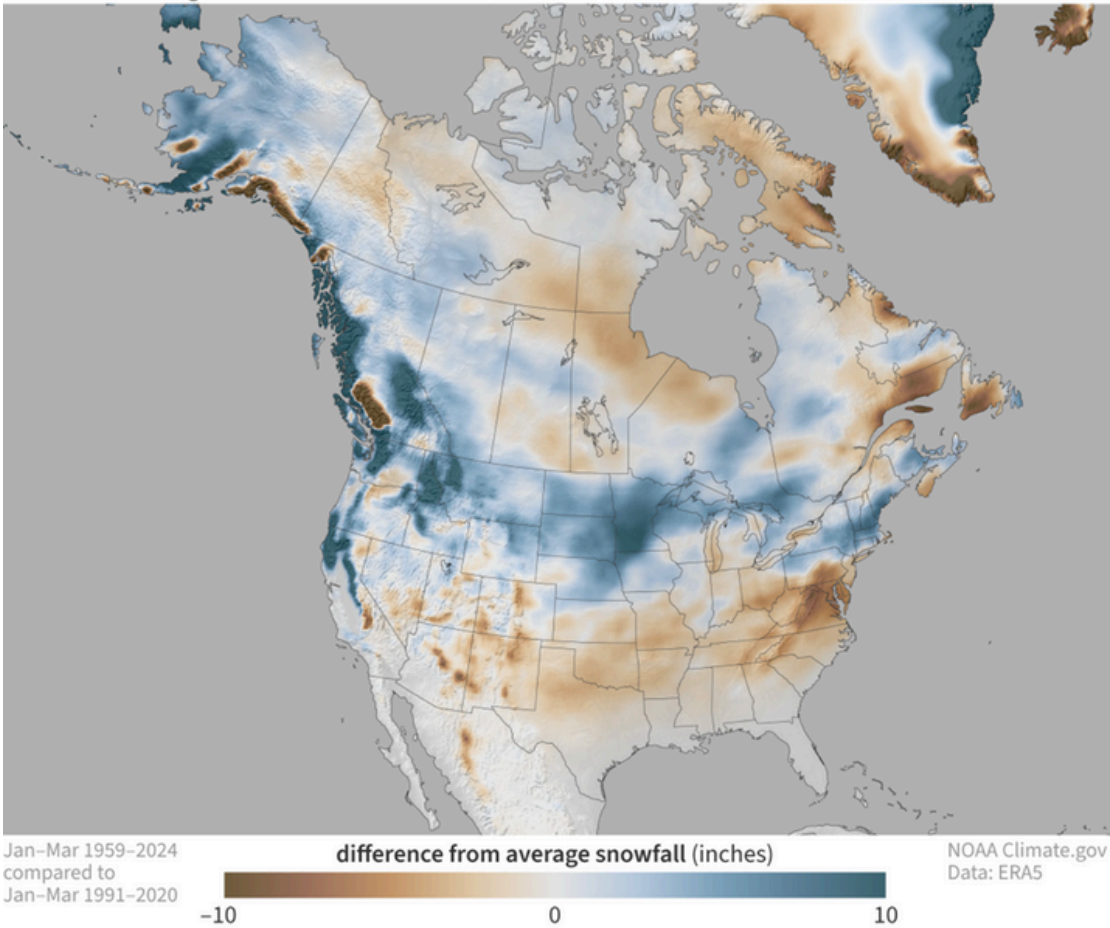 Jan–Mar 1959–2024
compared to
Jan–Mar 1991–2020
difference from average snowfall (inches)
–10
0
10
NOAA Climate.gov
Data: ERA5